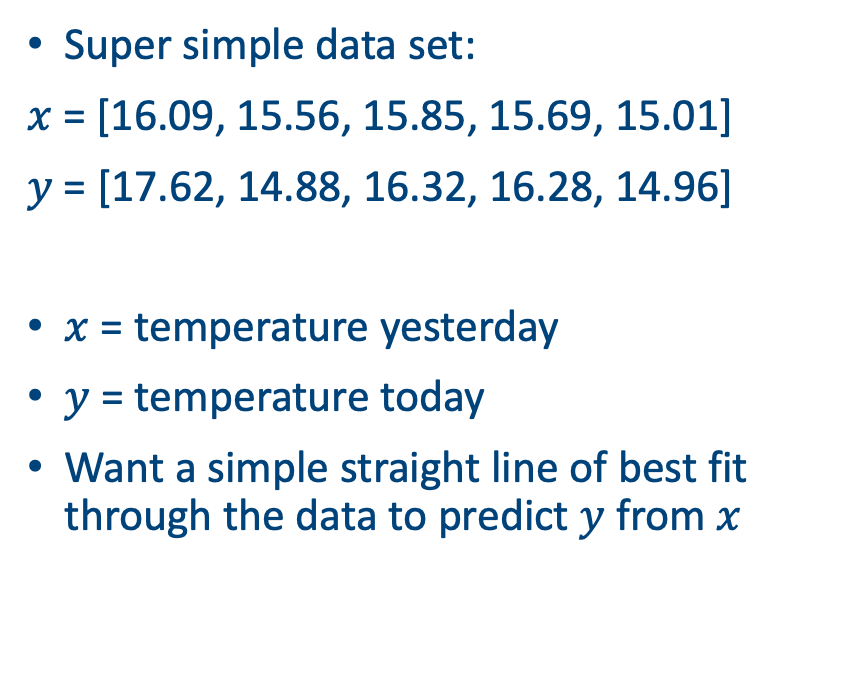 • Super simple data set:
x = [16.09, 15.56, 15.85, 15.69, 15.01]
y = [17.62, 14.88, 16.32, 16.28, 14.96]
• x = temperature yesterday
• y = temperature today
• Want a simple straight line of best fit
through the data to predict y from x